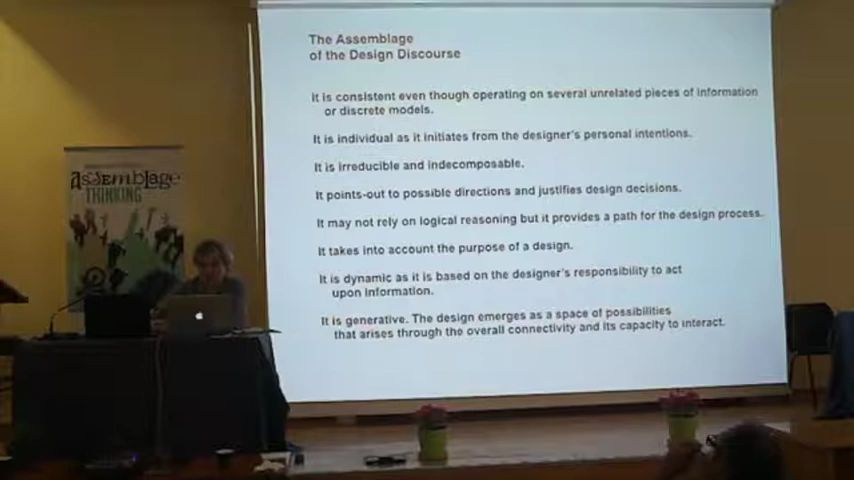 The Assemblage
of the Design Discourse
It is consistent even though operating on several unrelated pieces of information
or discrete models.
It is individual as it initiates from the designer's personal intentions.
It is irreducible and indecomposable.
It points-out to possible directions and justifies design decisions.
It may not rely on logical reasoning but it provides a path for the design process.
It takes into account the purpose of a design.
It is dynamic as it is based on the designer's responsibility to act
upon information.
It is generative. The design emerges as a space of possibilities
that arises through the overall connectivity and its capacity to interact.
assemblage
THINKING